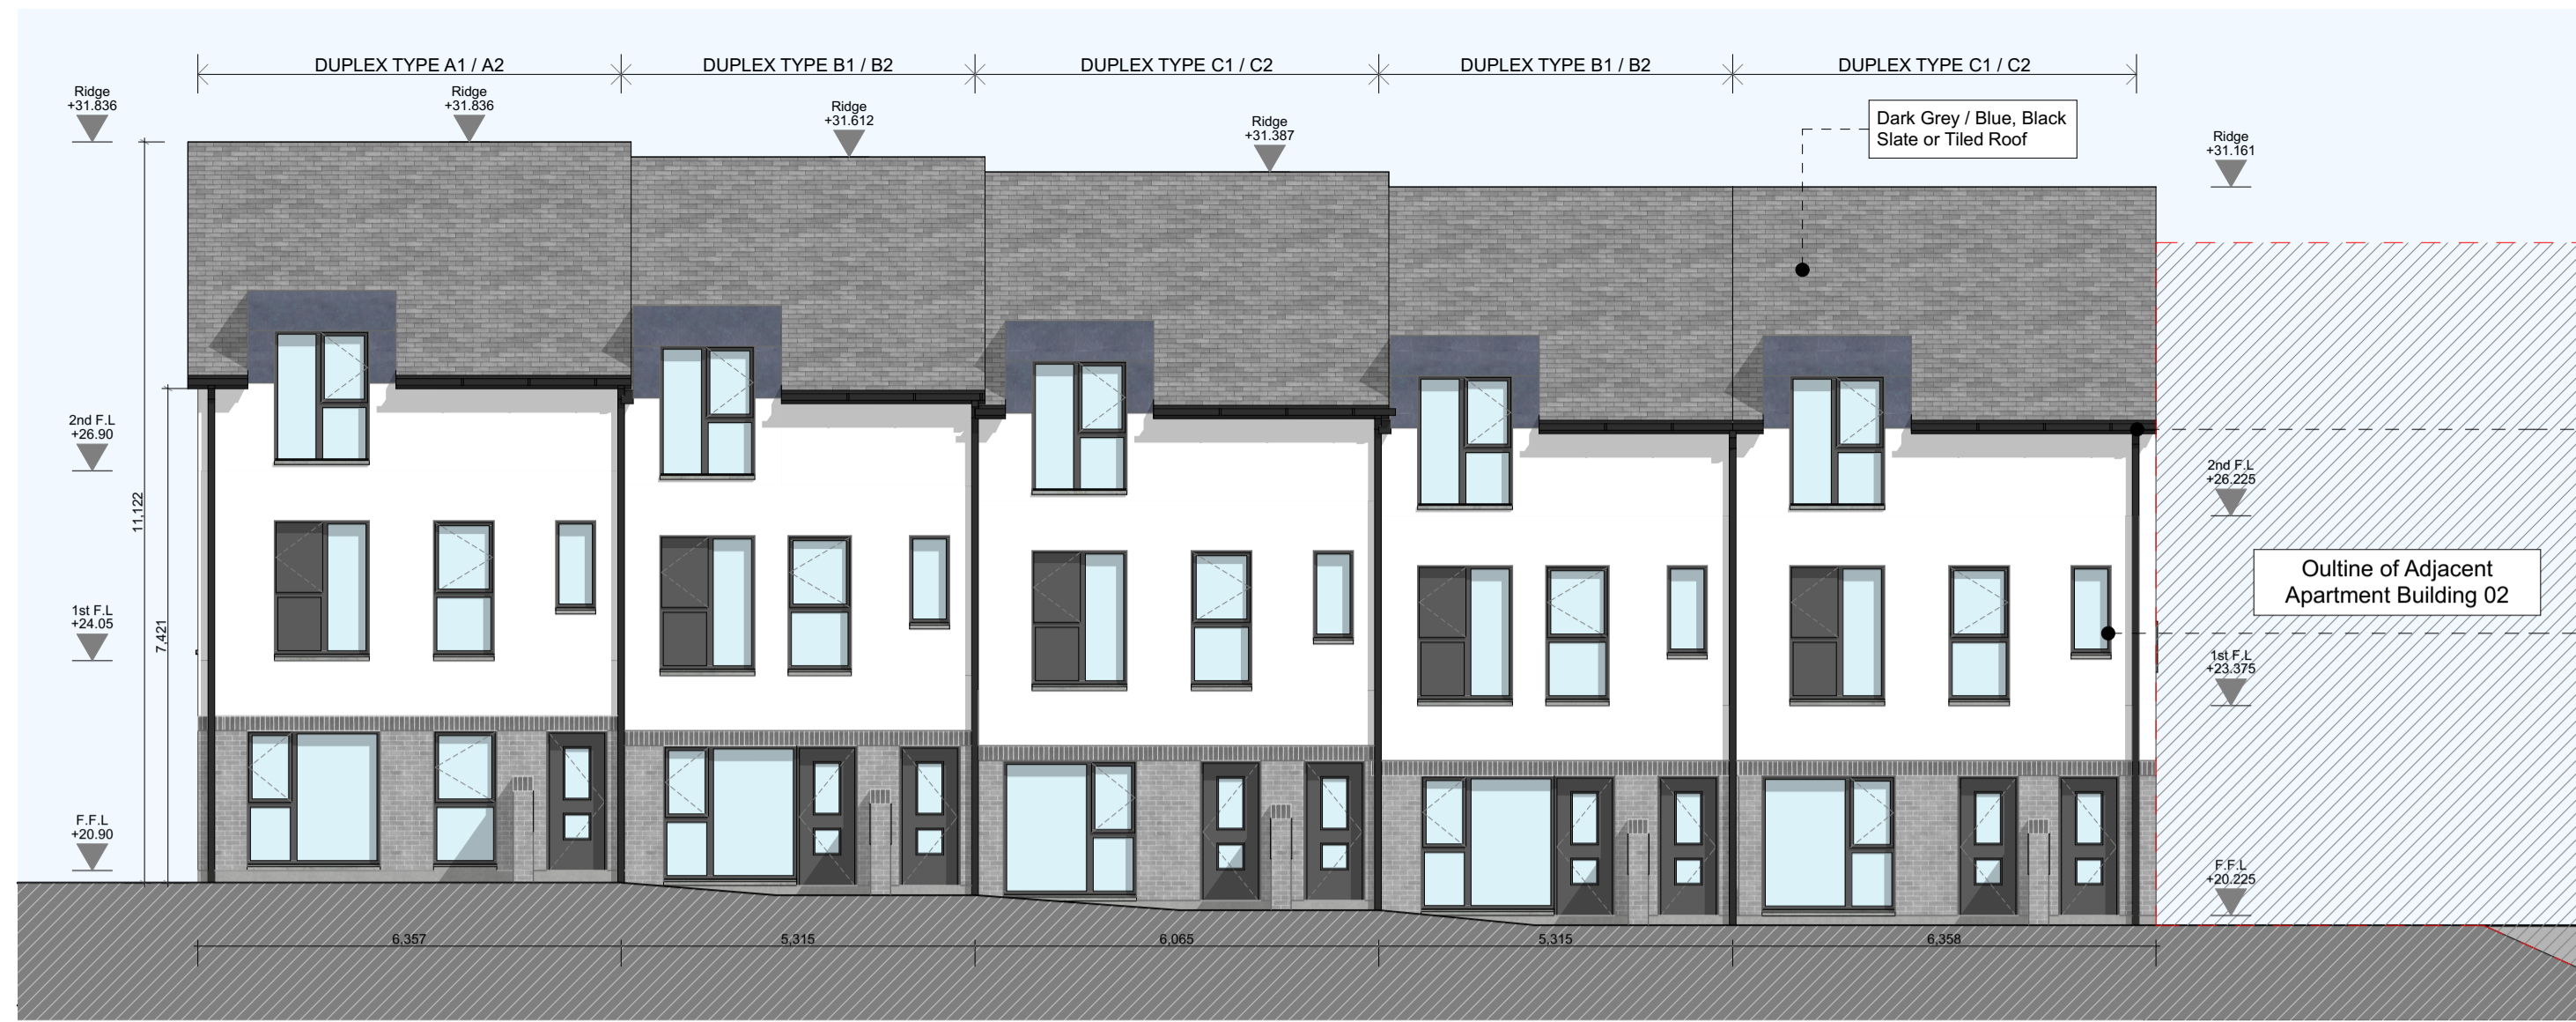 DUPLEX TYPE A1 / A2
DUPLEX TYPE B1 / B2
DUPLEX TYPE C1 / C2
DUPLEX TYPE B1 / B2
DUPLEX TYPE C1 / C2
Ridge
+31.836
Ridge
+31.836
Ridge
+31.612
Ridge
+31.387
Dark Grey / Blue, Black
Slate or Tiled Roof
Ridge
+31.161
2nd F.L
+26.90
2nd F.L
+26.225
11,122
7,421
Oultine of Adjacent
Apartment Building 02
1st F.L
+24.05
1st F.L
+23.375
F.F.L
+20.90
F.F.L
+20.225
6,357
5,315
6,065
5,315
6,358